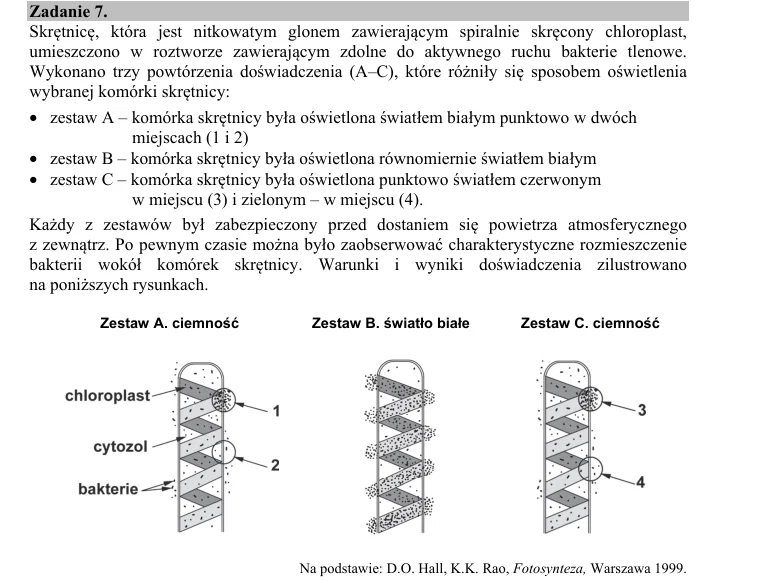 Zadanie 7.
Skrętnicę, która jest nitkowatym glonem zawierającym spiralnie skręcony chloroplast,
umieszczono w roztworze zawierającym zdolne do aktywnego ruchu bakterie tlenowe.
Wykonano trzy powtórzenia doświadczenia (A–C), które różniły się sposobem oświetlenia
wybranej komórki skrętnicy:
• zestaw A – komórka skrętnicy była oświetlona światłem białym punktowo w dwóch
miejscach (1 i 2)
• zestaw B – komórka skrętnicy była oświetlona równomiernie światłem białym
• zestaw C – komórka skrętnicy była oświetlona punktowo światłem czerwonym
w miejscu (3) i zielonym – w miejscu (4).
Każdy z zestawów był zabezpieczony przed dostaniem się powietrza atmosferycznego
z zewnątrz. Po pewnym czasie można było zaobserwować charakterystyczne rozmieszczenie
bakterii wokół komórek skrętnicy. Warunki i wyniki doświadczenia zilustrowano
na poniższych rysunkach.
Zestaw A. ciemność Zestaw B. światło białe Zestaw C. ciemność
chloroplast
1 3
cytozol
2
bakterie 4
Na podstawie: D.O. Hall, K.K. Rao, Fotosynteza, Warszawa 1999.